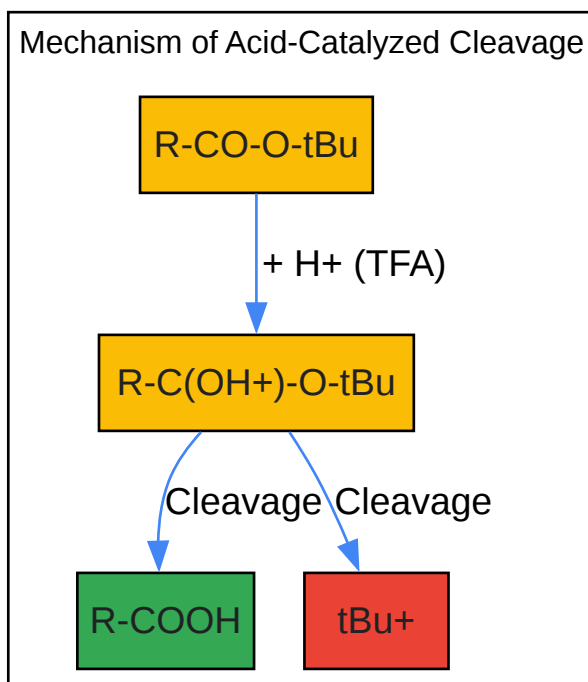 Mechanism of Acid-Catalyzed Cleavage
R-CO-O-tBu
+ H+ (TFA)
R-C(OH+)-O-tBu
Cleavage
Cleavage
R-COOH
tBu+